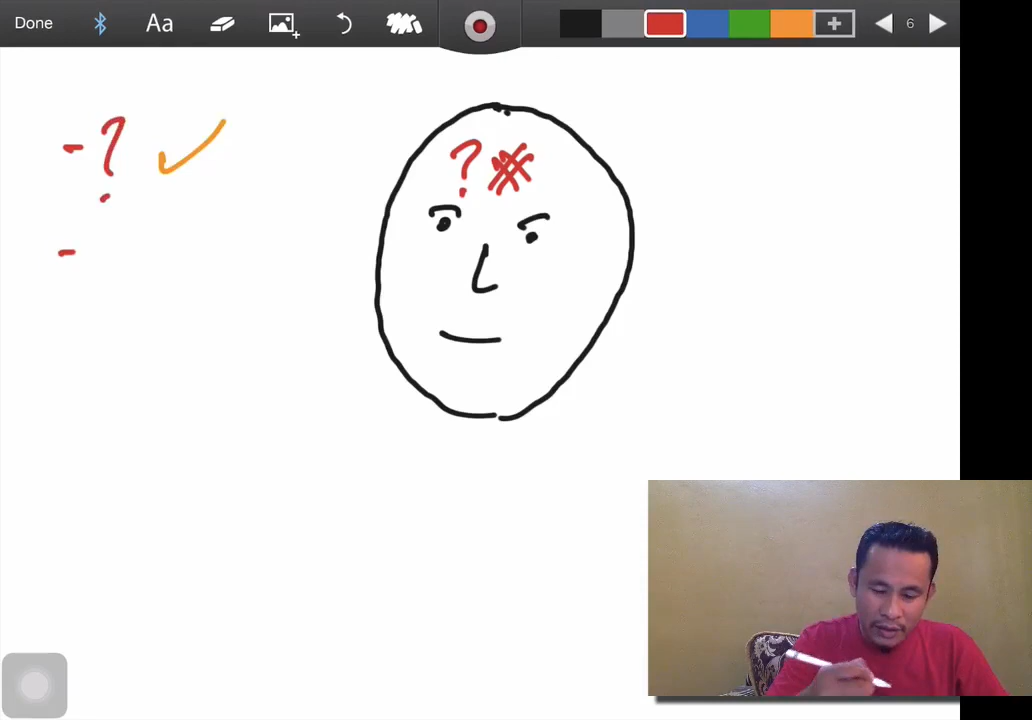 Done Aa 6
- ? ✓
? #
-